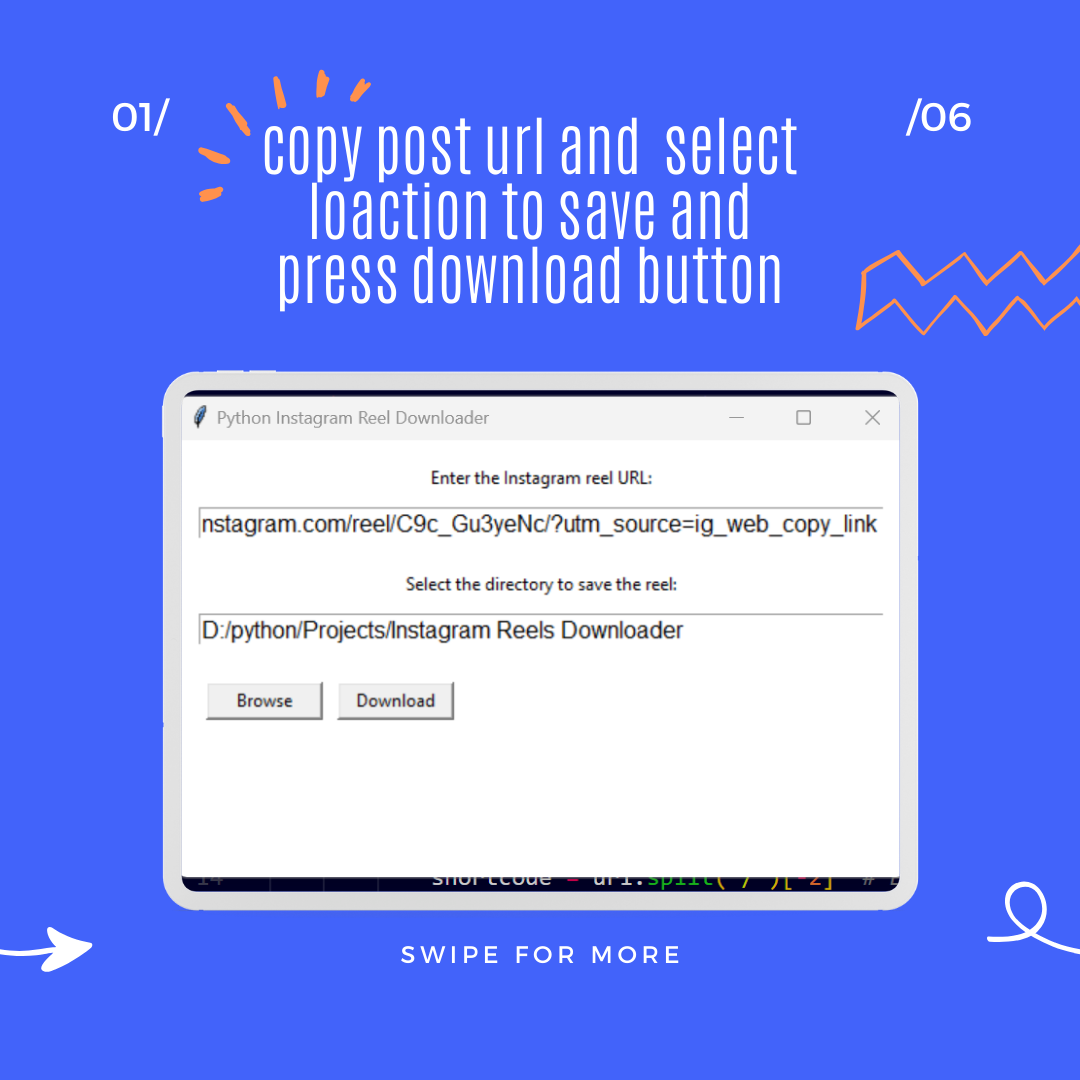 01/
/06
copy post url and  select
loaction to save and
press download button
Python Instagram Reel Downloader
Enter the Instagram reel URL:
nstagram.com/reel/C9c_Gu3yeNc/?utm_source=ig_web_copy_link
Select the directory to save the reel:
D:/python/Projects/Instagram Reels Downloader
Browse
Download
14 shortcode = url.split("/")[-2] #
SWIPE FOR MORE